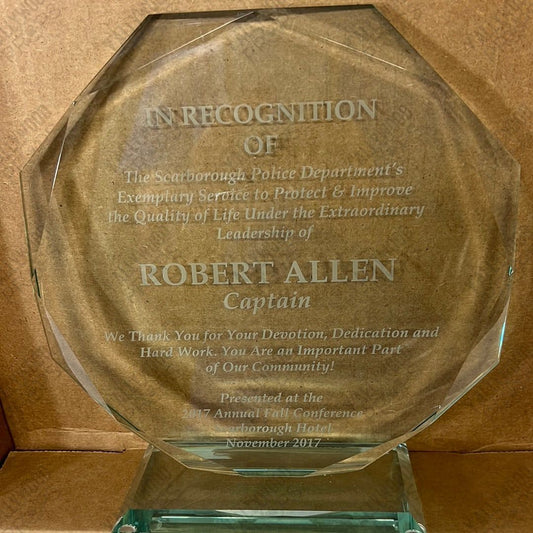 IN RECOGNITION
OF
The Scarborough Police Department's
Exemplary Service to Protect & Improve
the Quality of Life Under the Extraordinary
Leadership of
ROBERT ALLEN
Captain
We Thank You for Your Devotion, Dedication and
Hard Work. You Are an Important Part
of Our Community!
Presented at the
2017 Annual Fall Conference
Scarborough Hotel
November 2017